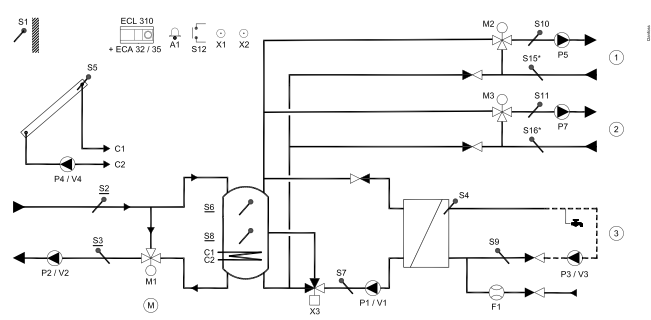 S1
ECL 310
+ ECA 32 / 35
A1
S12
X1
X2
M2
S10
P5
Danfoss
S15*
1
S5
M3
S11
P7
2
S16*
C1
C2
P4 / V4
S2
S6
S4
S3
S8
C1
C2
S9
3
P2 / V2
M1
S7
P3 / V3
M
X3
P1 / V1
F1